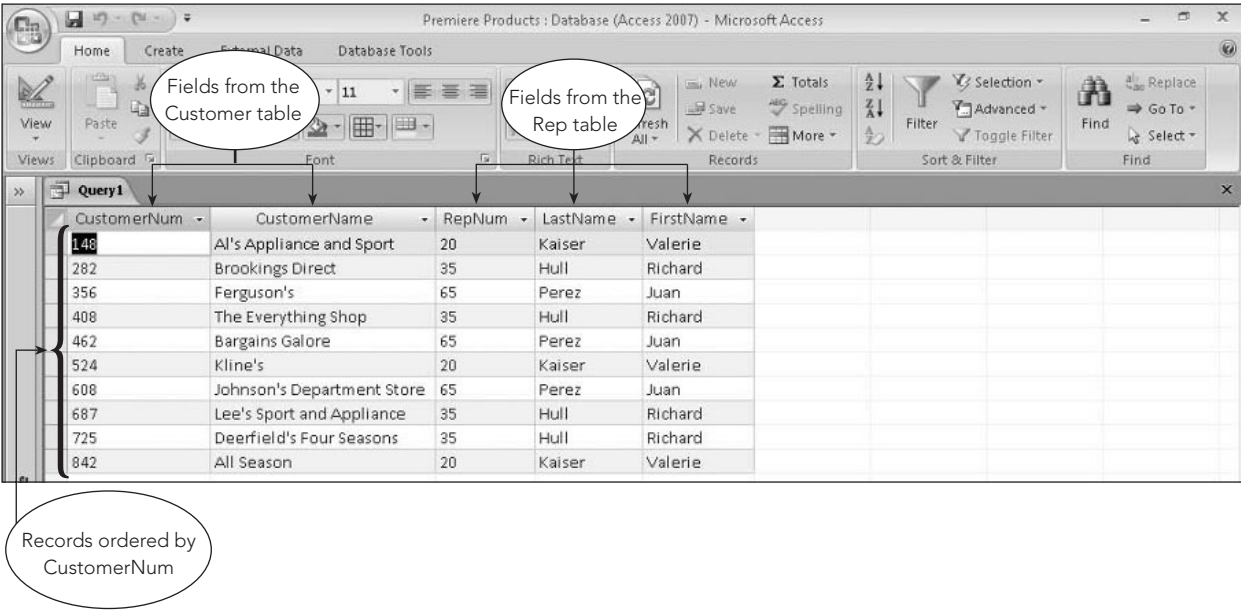 Premiere Products : Database (Access 2007) - Microsoft Access
Home Create External Data Database Tools
Fields from the
Customer table
Fields from the
Rep table
View
Paste
11
All
New
Save
Delete
Σ Totals
Spelling
More
Filter
Selection
Advanced
Toggle Filter
Find
Replace
Go To
Select
Views Clipboard Font Rich Text Records Sort & Filter Find
Query1
CustomerNum CustomerName RepNum LastName FirstName
148 Al's Appliance and Sport 20 Kaiser Valerie
282 Brookings Direct 35 Hull Richard
356 Ferguson's 65 Perez Juan
408 The Everything Shop 35 Hull Richard
462 Bargains Galore 65 Perez Juan
524 Kline's 20 Kaiser Valerie
608 Johnson's Department Store 65 Perez Juan
687 Lee's Sport and Appliance 35 Hull Richard
725 Deerfield's Four Seasons 35 Hull Richard
842 All Season 20 Kaiser Valerie
Records ordered by
CustomerNum